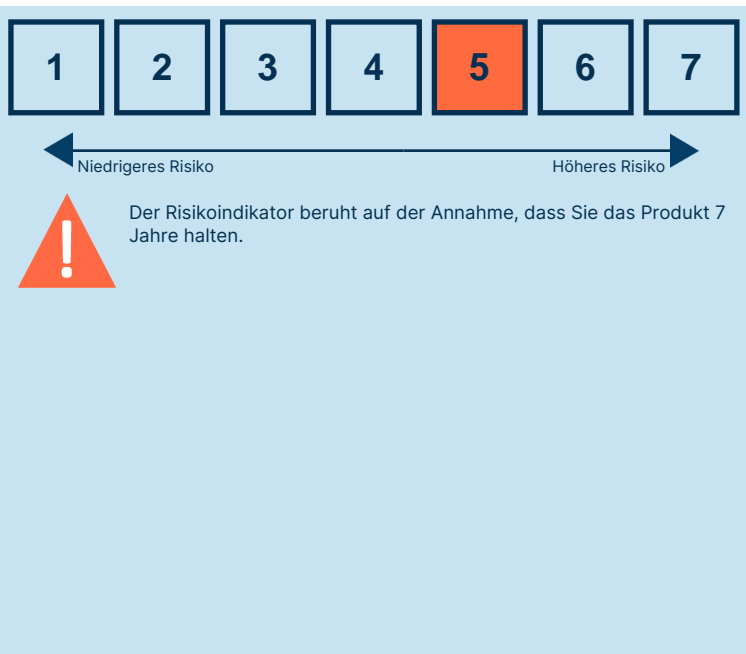 1 2 3 4 5 6 7
Niedrigeres Risiko Höheres Risiko
Der Risikoindikator beruht auf der Annahme, dass Sie das Produkt 7
Jahre halten.